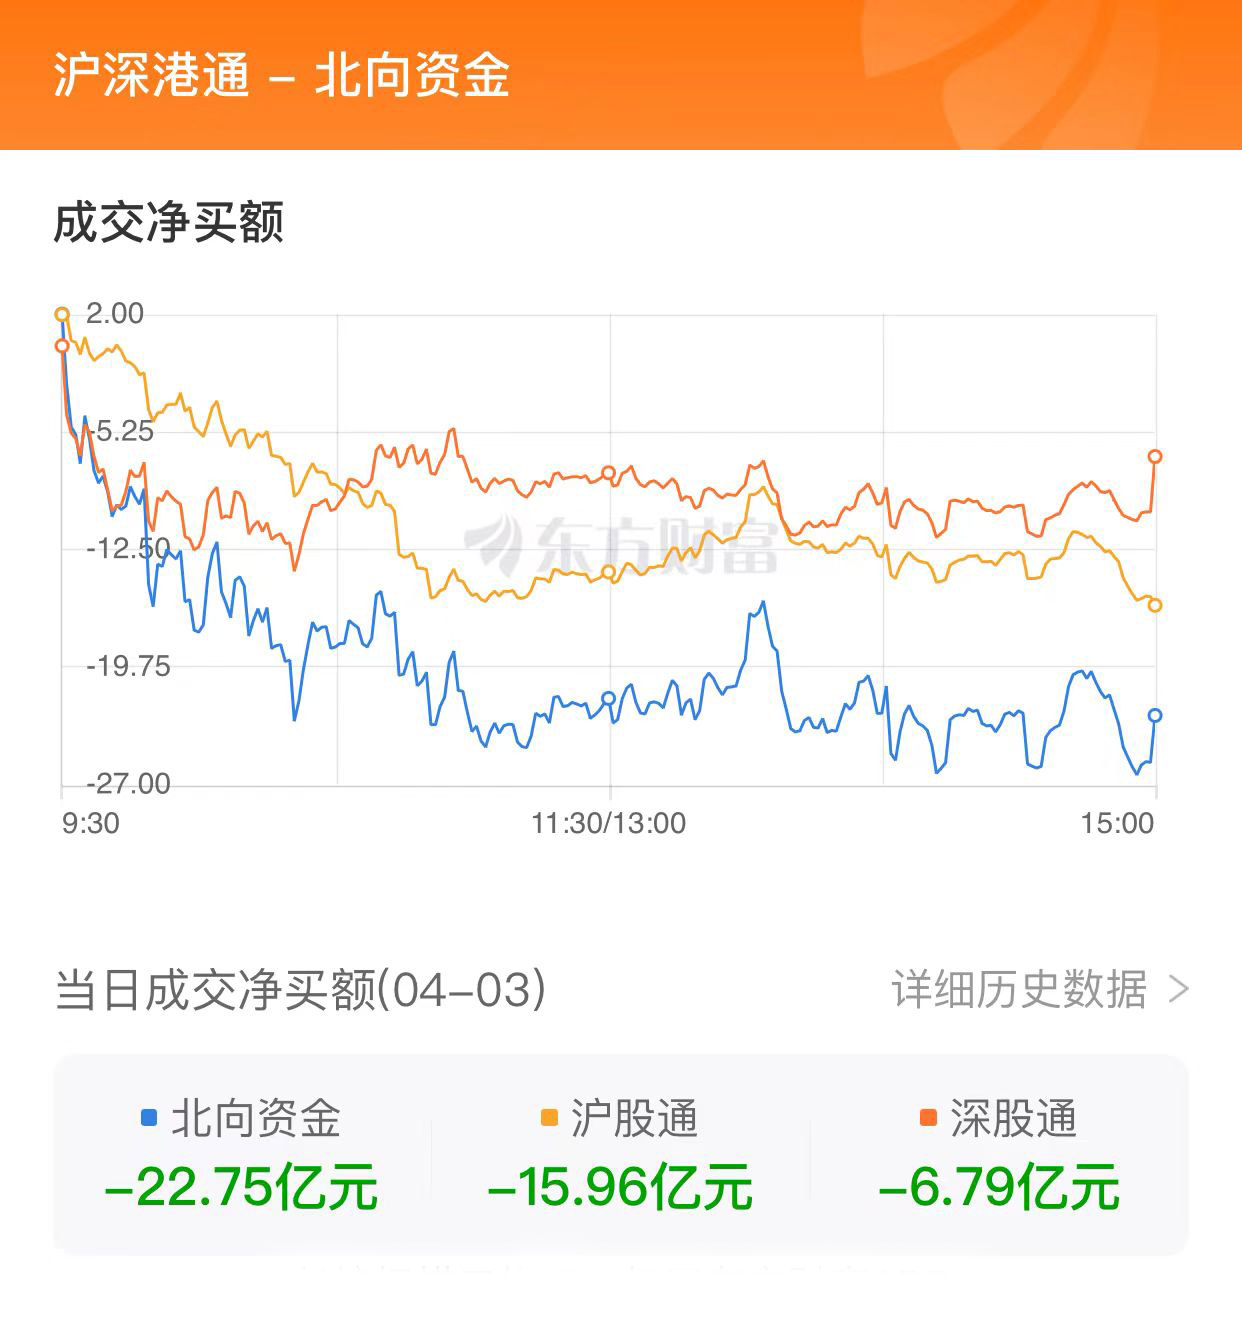 沪深港通 – 北向资金
成交净买额
2.00
-5.25
-12.50
东方财富
-19.75
-27.00
9:30 11:30/13:00 15:00
当日成交净买额(04–03) 详细历史数据 >
北向资金 沪股通 深股通
–22.75亿元 –15.96亿元 –6.79亿元